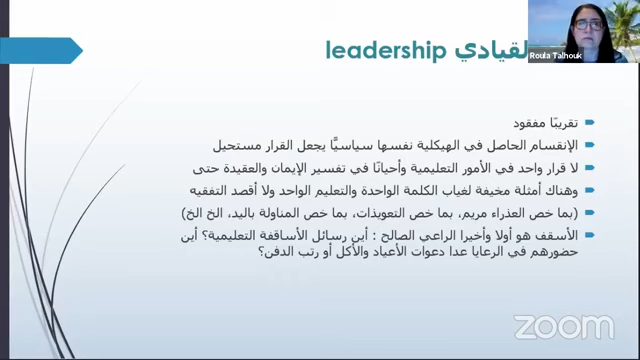 Roula Talhouk
لقيادي leadership
تقريبًا مفقود
الإنقسام الحاصل في الهيكلية نفسها سياسيًّا يجعل القرار مستحيل
لا قرار واحد في الأمور التعليمية وأحيانًا في تفسير الإيمان والعقيدة حتى
وهناك أمثلة مخيفة لغياب الكلمة الواحدة والتعليم الواحد ولا أقصد التفقيه
(بما خص العذراء مريم، بما خص التعويذات، بما خص المناولة باليد، الخ الخ)
الأسقف هو أولا وأخيرا الراعي الصالح : أين رسائل الأساقفة التعليمية؟ أين
حضورهم في الرعايا عدا دعوات الأعياد والأكل أو رتب الدفن؟
zoom